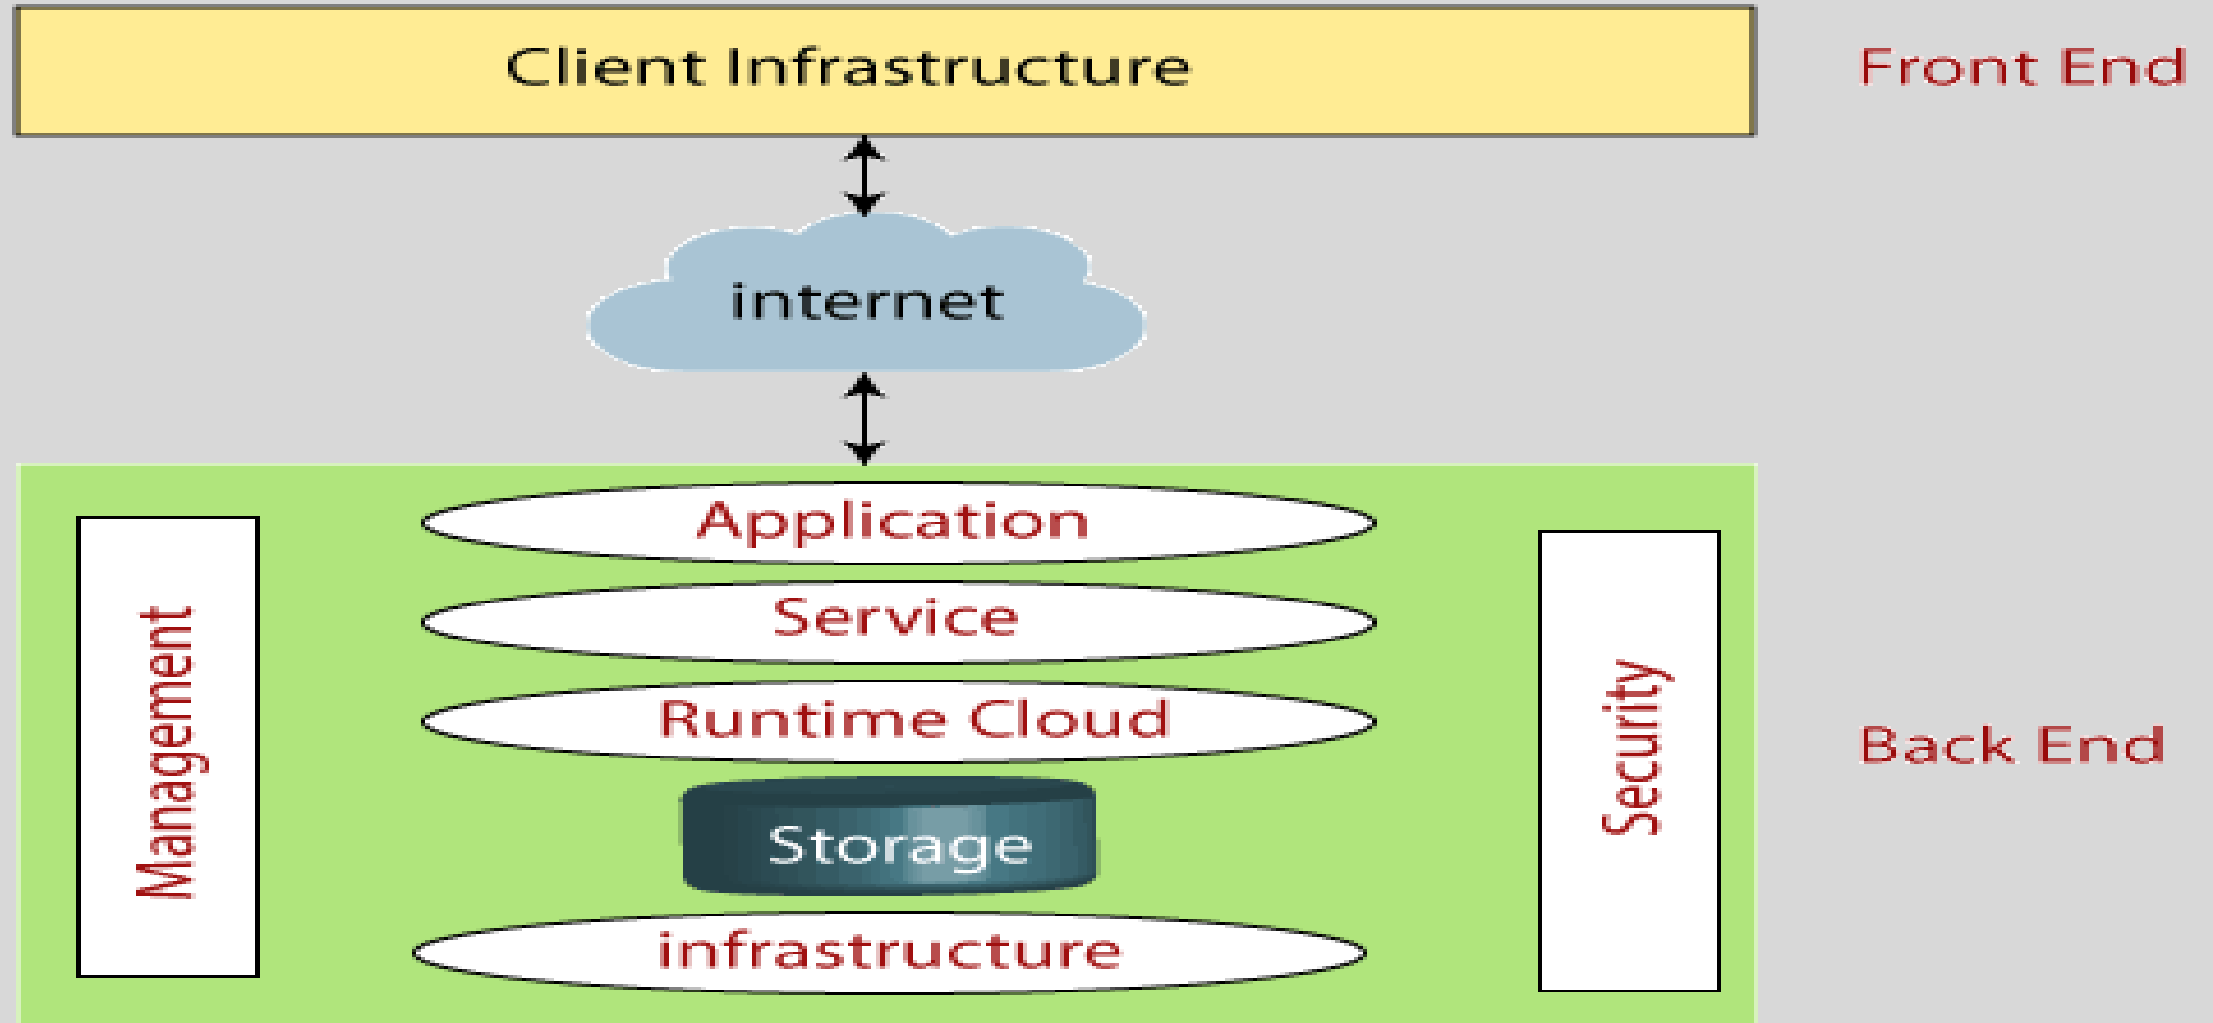 Client Infrastructure
Front End
internet
Application
Service
Runtime Cloud
Storage
infrastructure
Management
Security
Back End